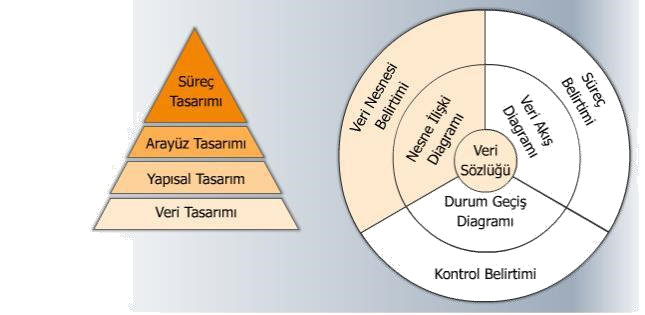 Süreç
Tasarımı
Arayüz Tasarımı
Yapısal Tasarım
Veri Tasarımı
Veri Nesnesi
Belirtimi
Nesne İlişki
Diagramı
Süreç
Belirtimi
Veri Akış
Diagramı
Veri
Sözlüğü
Durum Geçiş
Diagramı
Kontrol Belirtimi